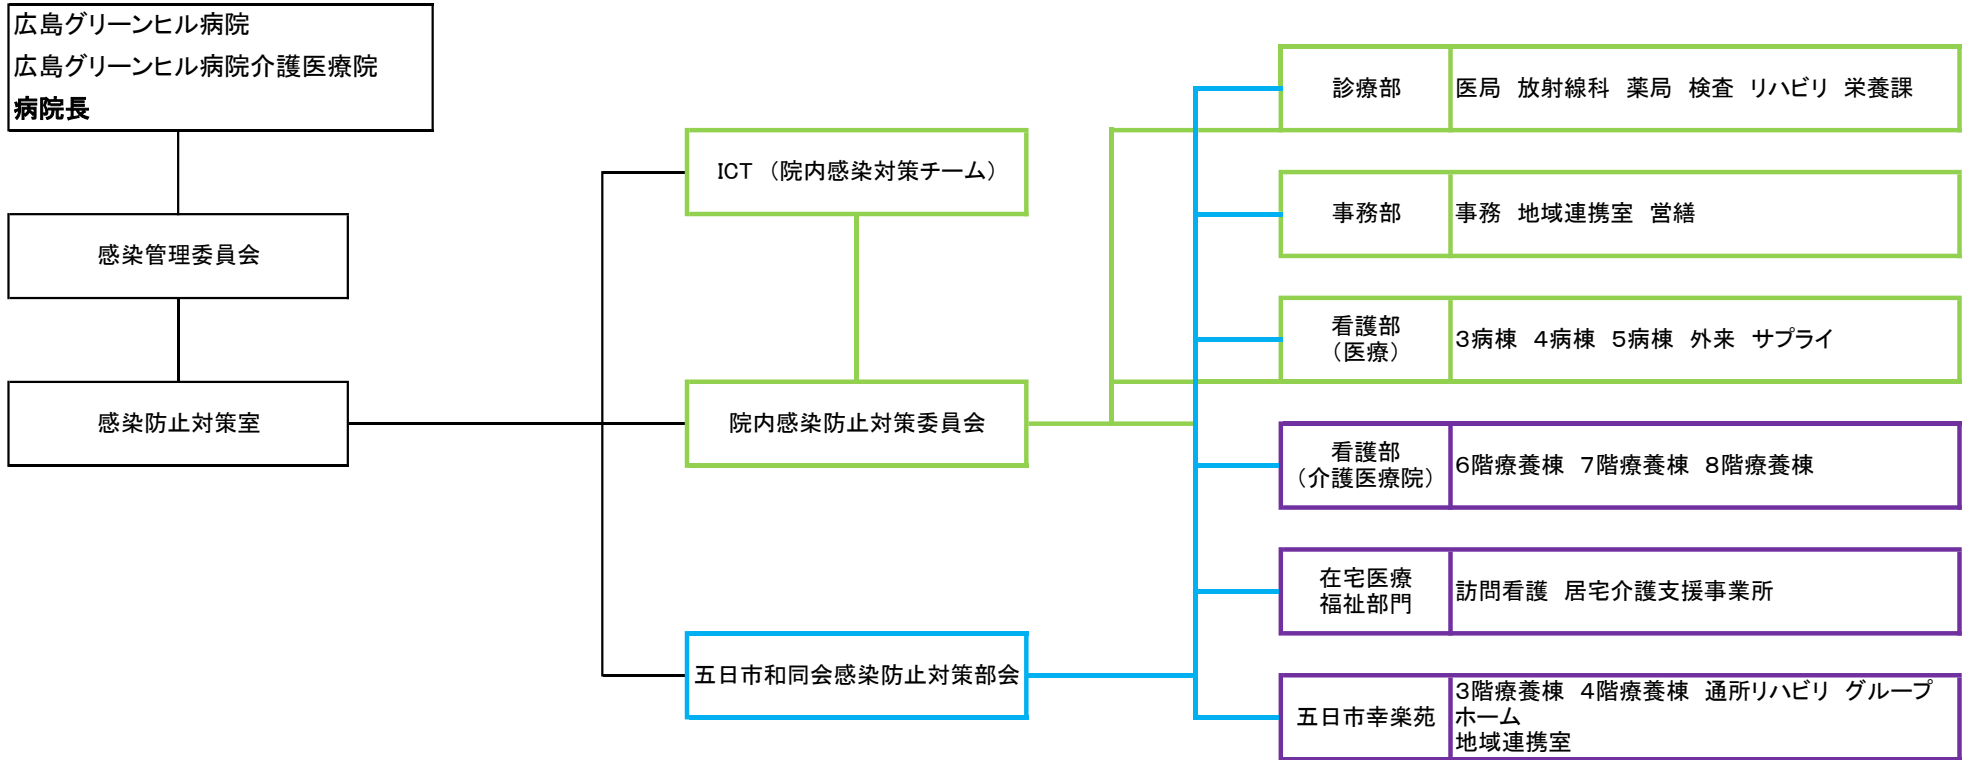 広島グリーンヒル病院
広島グリーンヒル病院介護医療院
病院長
感染管理委員会
感染防止対策室
ICT （院内感染対策チーム）
院内感染防止対策委員会
五日市和同会感染防止対策部会
診療部
医局 放射線科 薬局 検査 リハビリ 栄養課
事務部
事務 地域連携室 営繕
看護部
（医療）
3病棟 4病棟 5病棟 外来 サプライ
看護部
（介護医療院）
6階療養棟 7階療養棟 8階療養棟
在宅医療
福祉部門
訪問看護 居宅介護支援事業所
五日市幸楽苑
3階療養棟 4階療養棟 通所リハビリ グループ
ホーム
地域連携室